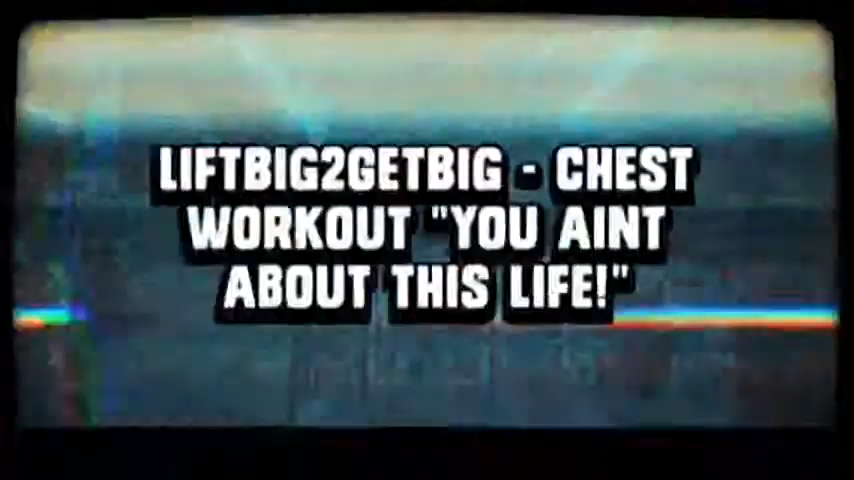 LIFTBIG2GETBIG - CHEST
WORKOUT "YOU AINT
ABOUT THIS LIFE!"